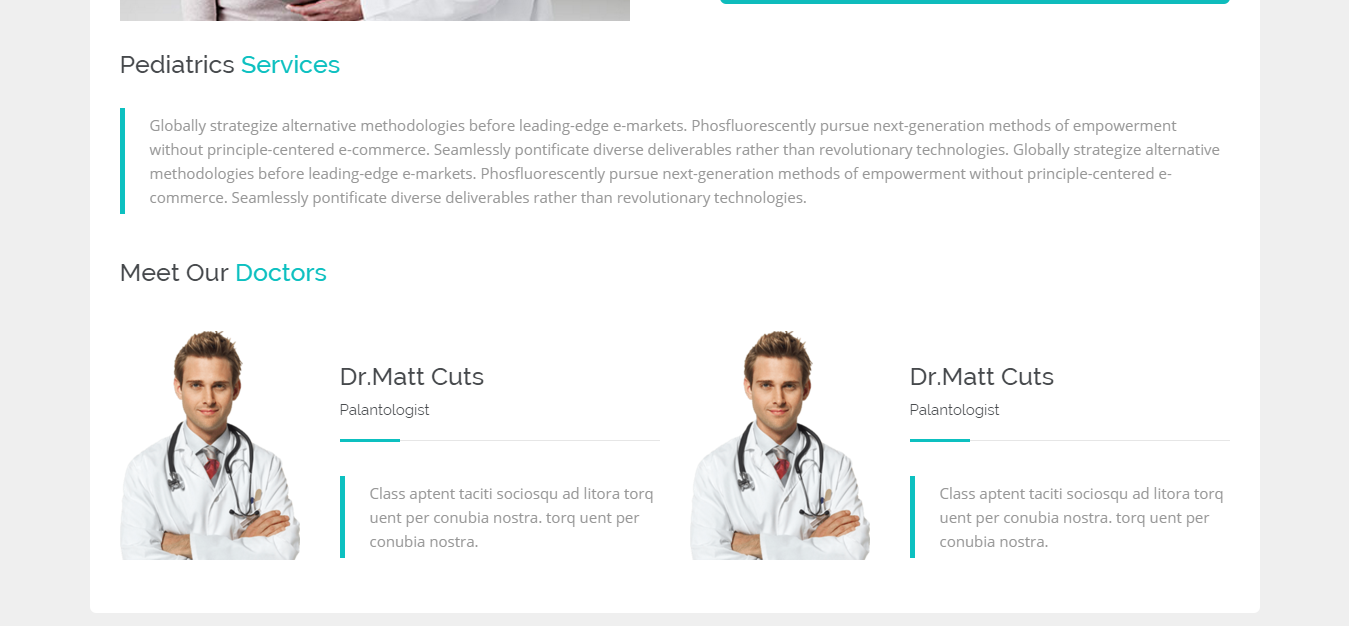 Pediatrics Services
Globally strategize alternative methodologies before leading-edge e-markets. Phosfluorescently pursue next-generation methods of empowerment
without principle-centered e-commerce. Seamlessly pontificate diverse deliverables rather than revolutionary technologies. Globally strategize alternative
methodologies before leading-edge e-markets. Phosfluorescently pursue next-generation methods of empowerment without principle-centered e-
commerce. Seamlessly pontificate diverse deliverables rather than revolutionary technologies.
Meet Our Doctors
Dr.Matt Cuts
Palantologist
Class aptent taciti sociosqu ad litora torq
uent per conubia nostra. torq uent per
conubia nostra.
Dr.Matt Cuts
Palantologist
Class aptent taciti sociosqu ad litora torq
uent per conubia nostra. torq uent per
conubia nostra.